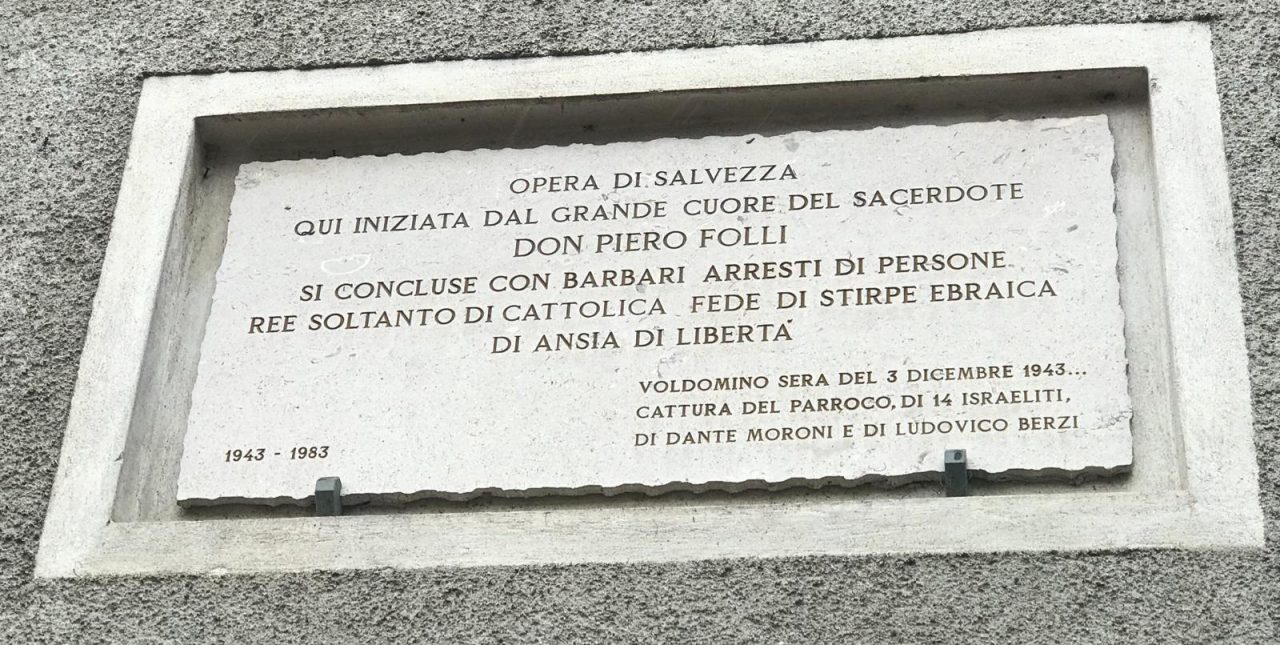 OPERA DI SALVEZZA
QUI INIZIATA DAL GRANDE CUORE DEL SACERDOTE
DON PIERO FOLLI
SI CONCLUSE CON BARBARI ARRESTI DI PERSONE
REE SOLTANTO DI CATTOLICA FEDE DI STIRPE EBRAICA
DI ANSIA DI LIBERTÀ
VOLDOMINO SERA DEL 3 DICEMBRE 1943...
CATTURA DEL PARROCO, DI 14 ISRAELITI,
DI DANTE MORONI E DI LUDOVICO BERZI
1943 - 1983